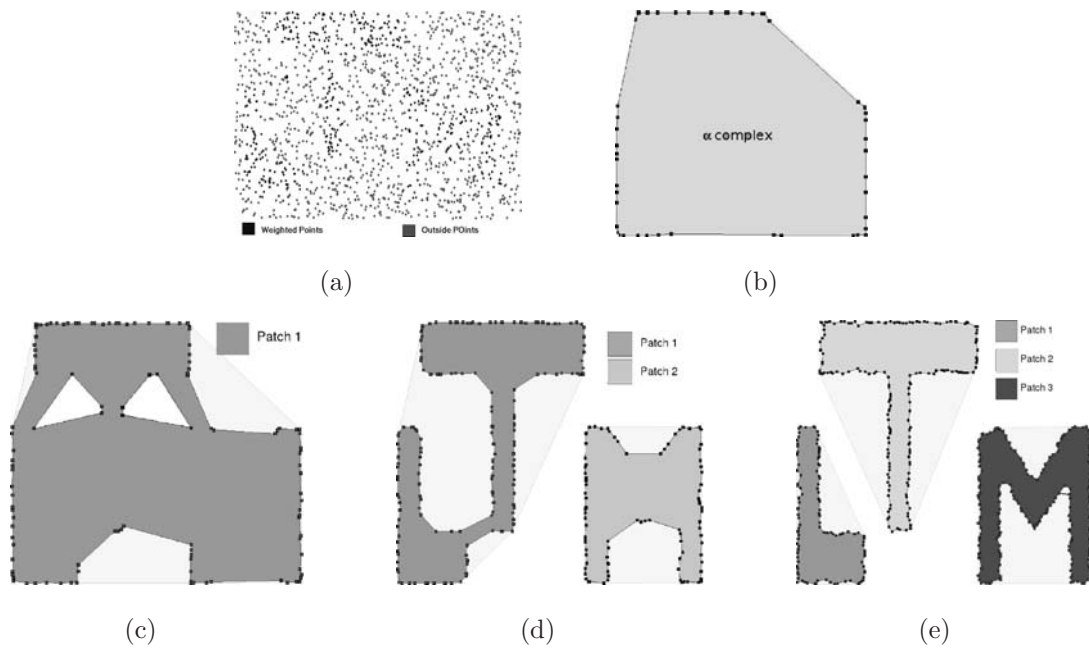 Weighted Points
Outside POints
(a)
α complex
(b)
Patch 1
(c)
Patch 1
Patch 2
(d)
Patch 1
Patch 2
Patch 3
(e)